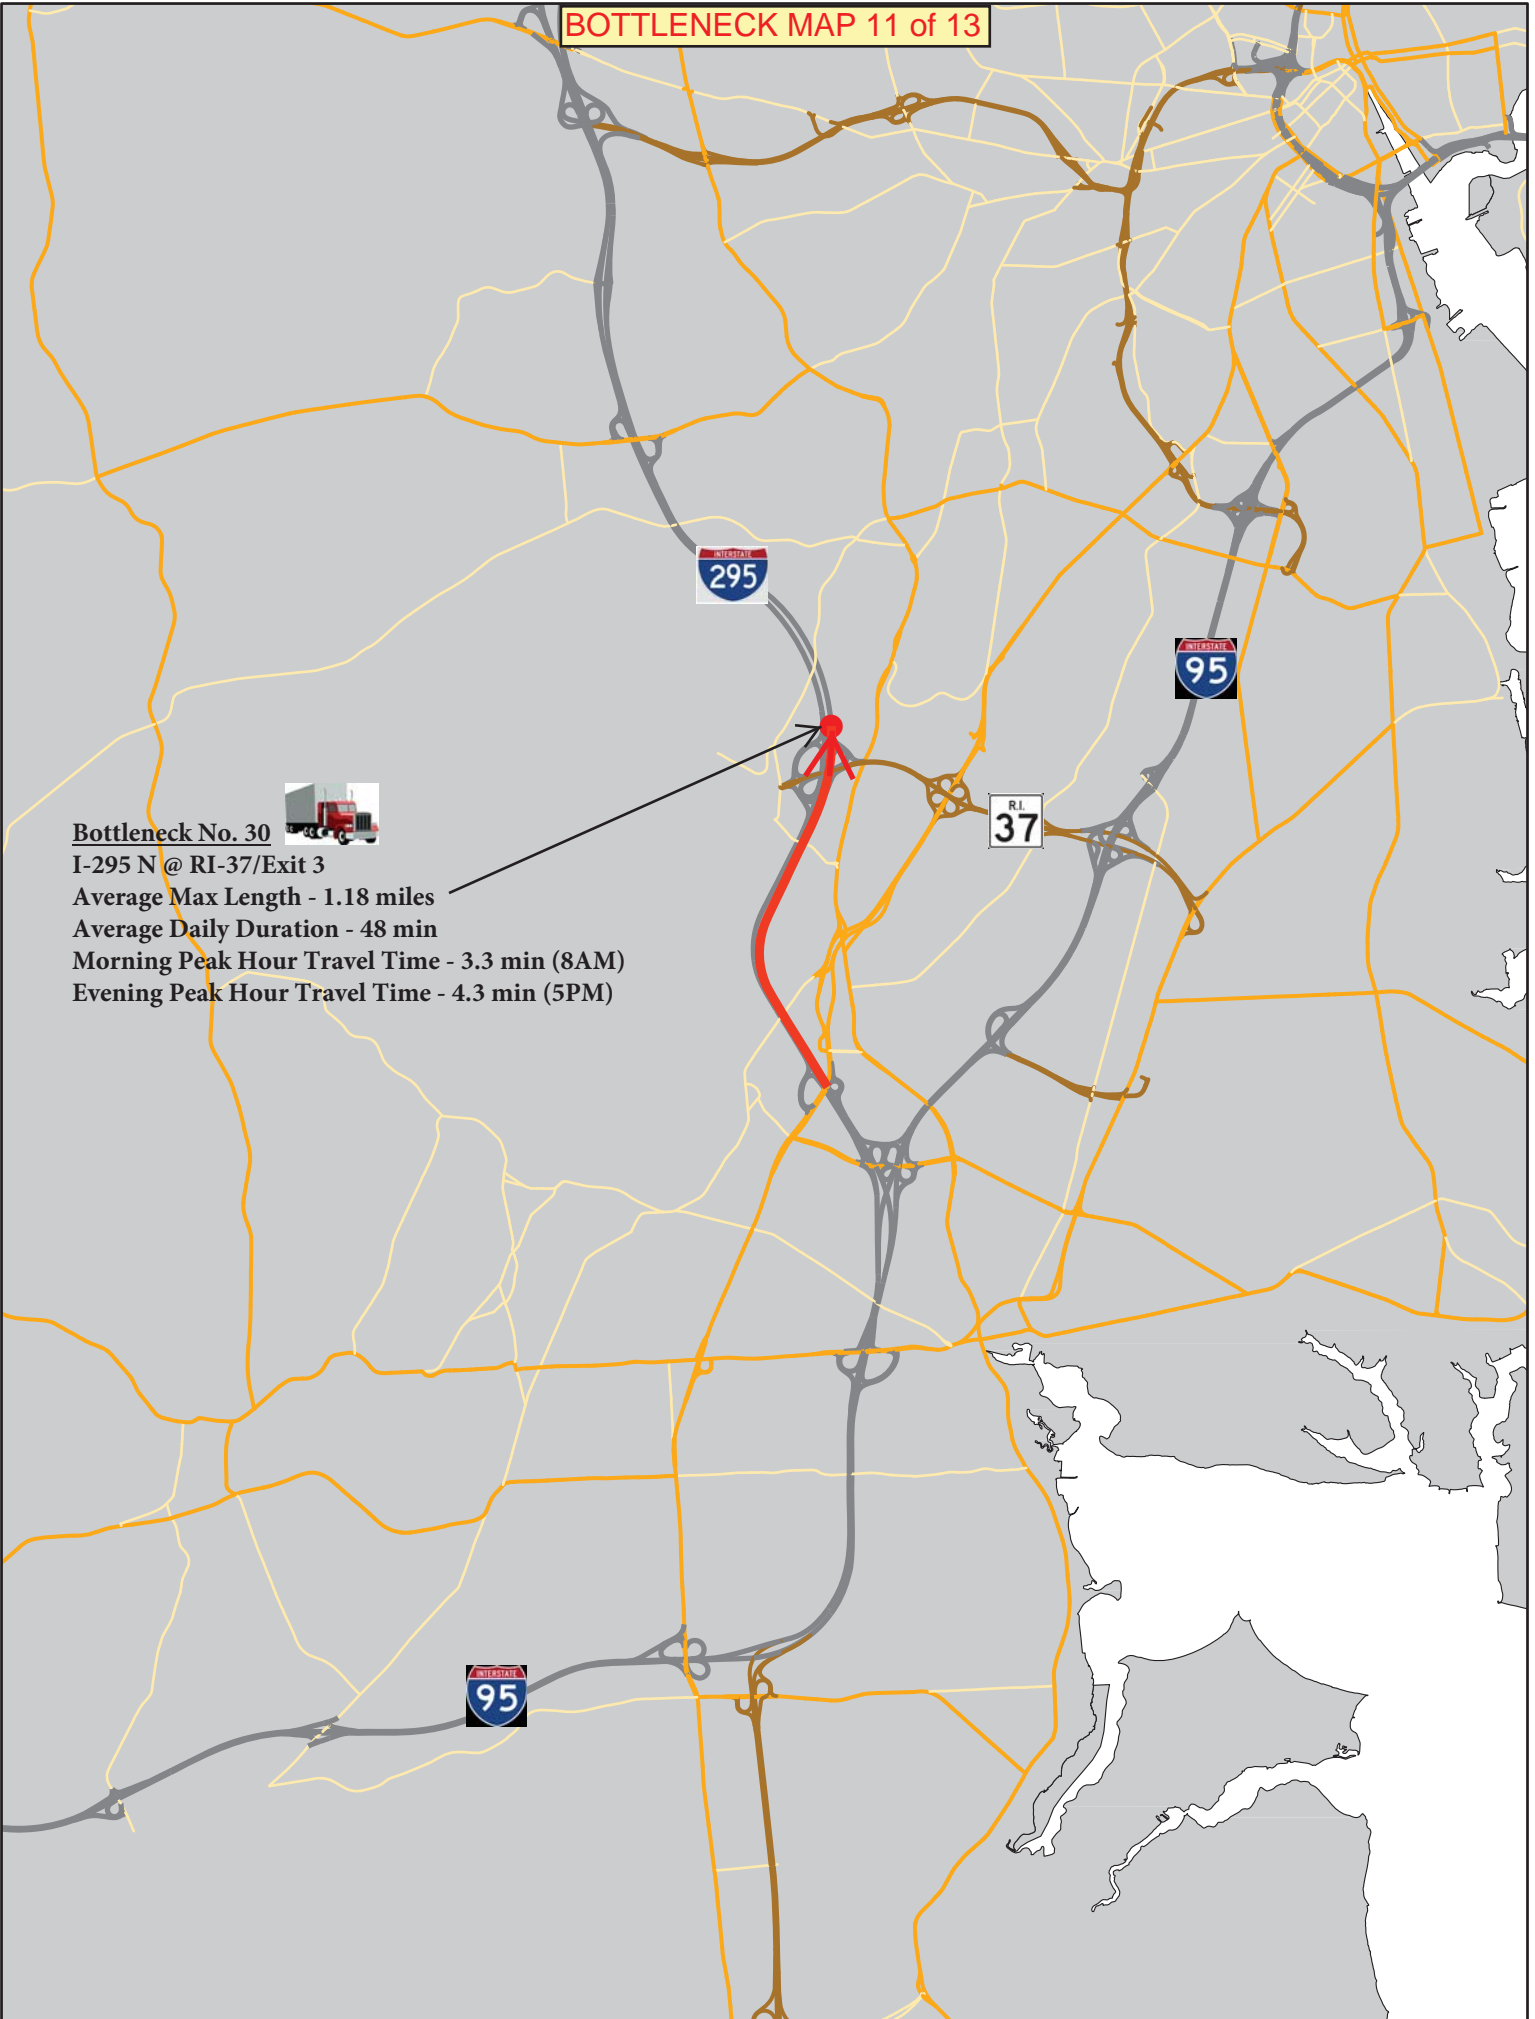 BOTTLENECK MAP 11 of 13
INTERSTATE
295
INTERSTATE
95
R.I.
37
Bottleneck No. 30
I-295 N @ RI-37/Exit 3
Average Max Length - 1.18 miles
Average Daily Duration - 48 min
Morning Peak Hour Travel Time - 3.3 min (8AM)
Evening Peak Hour Travel Time - 4.3 min (5PM)
INTERSTATE
95